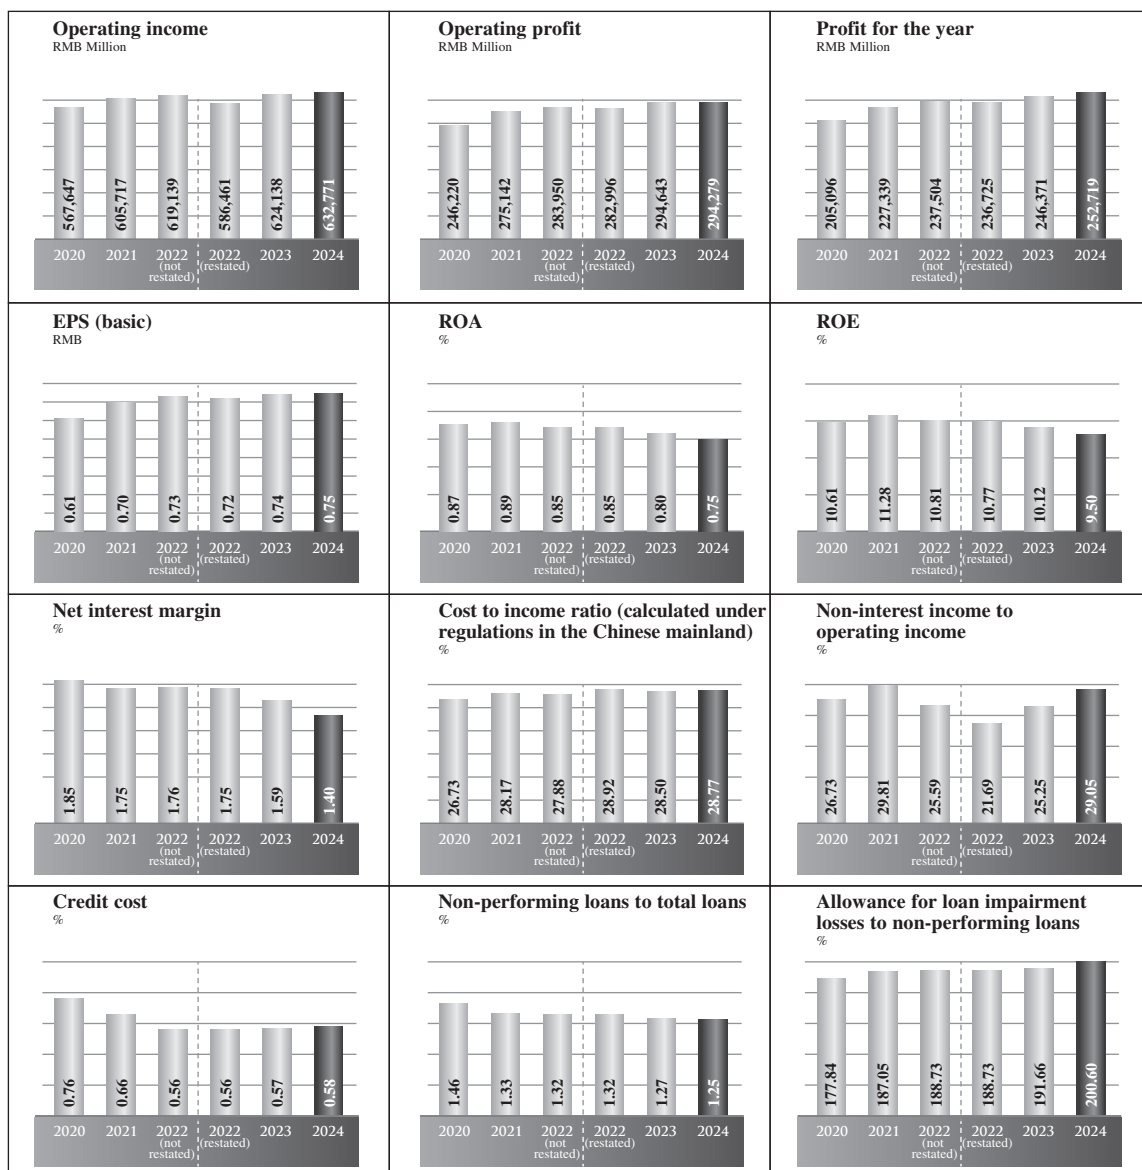 Operating income
RMB Million
567,647
605,717
619,139
586,461
624,138
632,771
2020 2021 2022 2022 2023 2024
(not (restated)
restated)
Operating profit
RMB Million
246,220
275,142
283,950
282,996
294,643
294,279
2020 2021 2022 2022 2023 2024
(not (restated)
restated)
Profit for the year
RMB Million
205,096
227,339
237,504
236,725
246,371
252,719
2020 2021 2022 2022 2023 2024
(not (restated)
restated)
EPS (basic)
RMB
0.61
0.70
0.73
0.72
0.74
0.75
2020 2021 2022 2022 2023 2024
(not (restated)
restated)
ROA
%
0.87
0.89
0.85
0.85
0.80
0.75
2020 2021 2022 2022 2023 2024
(not (restated)
restated)
ROE
%
10.61
11.28
10.81
10.77
10.12
9.50
2020 2021 2022 2022 2023 2024
(not (restated)
restated)
Net interest margin
%
1.85
1.75
1.76
1.75
1.59
1.40
2020 2021 2022 2022 2023 2024
(not (restated)
restated)
Cost to income ratio (calculated under
regulations in the Chinese mainland)
%
26.73
28.17
27.88
28.92
28.50
28.77
2020 2021 2022 2022 2023 2024
(not (restated)
restated)
Non-interest income to
operating income
%
26.73
29.81
25.59
21.69
25.25
29.05
2020 2021 2022 2022 2023 2024
(not (restated)
restated)
Credit cost
%
0.76
0.66
0.56
0.56
0.57
0.58
2020 2021 2022 2022 2023 2024
(not (restated)
restated)
Non-performing loans to total loans
%
1.46
1.33
1.32
1.32
1.27
1.25
2020 2021 2022 2022 2023 2024
(not (restated)
restated)
Allowance for loan impairment
losses to non-performing loans
%
177.84
187.05
188.73
188.73
191.66
200.60
2020 2021 2022 2022 2023 2024
(not (restated)
restated)